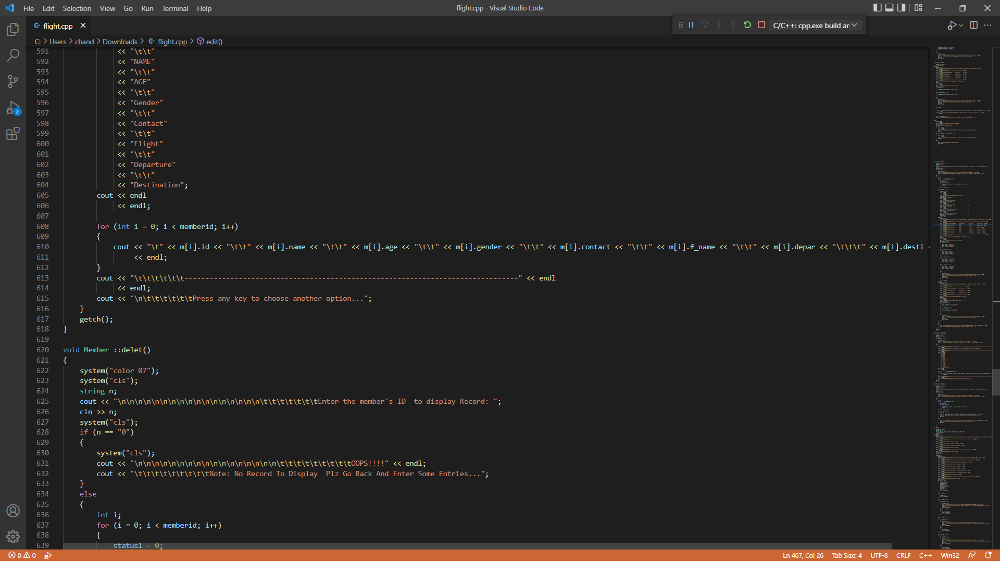 File Edit Selection View Go Run Terminal Help flight.cpp - Visual Studio Code
flight.cpp
C/C++: cpp.exe build ar
C: > Users > chand > Downloads > flight.cpp > edit()
591 << "\t\t"
592 << "NAME"
593 << "\t\t"
594 << "AGE"
595 << "\t\t"
596 << "Gender"
597 << "\t\t"
598 << "Contact"
599 << "\t\t"
600 << "Flight"
601 << "\t\t"
602 << "Departure"
603 << "\t\t"
604 << "Destination";
605 cout << endl
606 << endl;
607
608 for (int i = 0; i < memberid; i++)
609 {
610 cout << "\t" << m[i].id << "\t\t" << m[i].name << "\t\t" << m[i].age << "\t\t" << m[i].gender << "\t\t" << m[i].contact << "\t\t" << m[i].f_name << "\t\t" << m[i].depar << "\t\t\t" << m[i].desti
611 << endl;
612 }
613 cout << "\t\t\t\t\t\t--------------------------------------------------------------------------------" << endl
614 << endl;
615 cout << "\n\t\t\t\t\t\tPress any key to choose another option...";
616 }
617 getch();
618 }
619
620 void Member ::delet()
621 {
622 system("color 07");
623 system("cls");
624 string n;
625 cout << "\n\n\n\n\n\n\n\n\n\n\n\n\n\n\n\n\n\t\t\t\t\t\t\tEnter the member's ID  to display Record: ";
626 cin >> n;
627 system("cls");
628 if (n == "0")
629 {
630 system("cls");
631 cout << "\n\n\n\n\n\n\n\n\n\n\n\n\n\n\n\n\n\t\t\t\t\t\t\t\t\tOOPS!!!!" << endl;
632 cout << "\t\t\t\t\t\t\t\t\tNote: No Record To Display  Plz Go Back And Enter Some Entries...";
633 }
634 else
635 {
636 int i;
637 for (i = 0; i < memberid; i++)
638 {
639 status1 = 0;
2
0 0 Ln 467, Col 26 Tab Size: 4 UTF-8 CRLF C++ Win32